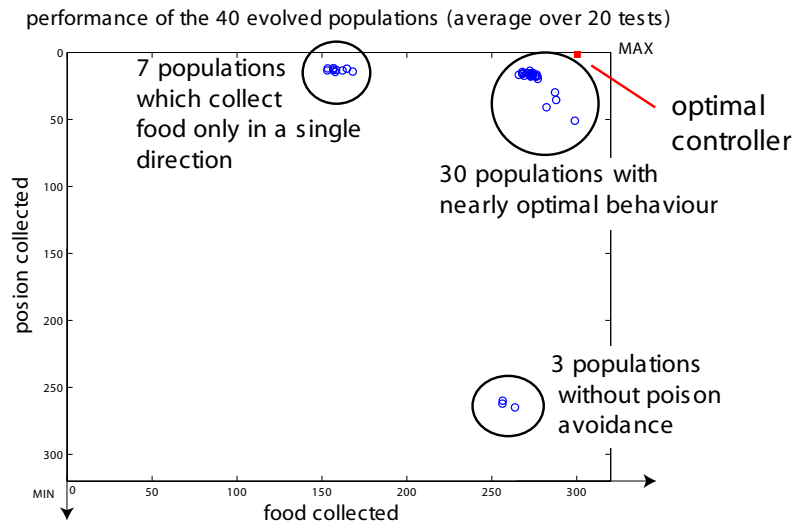 performance of the 40 evolved populations (average over 20 tests)
MAX
0
7 populations
which collect
food only in a single
direction
optimal
controller
50
30 populations with
nearly optimal behaviour
100
150
200
250
300
posion collected
3 populations
without poison
avoidance
MIN
0
50
100
150
200
250
300
food collected